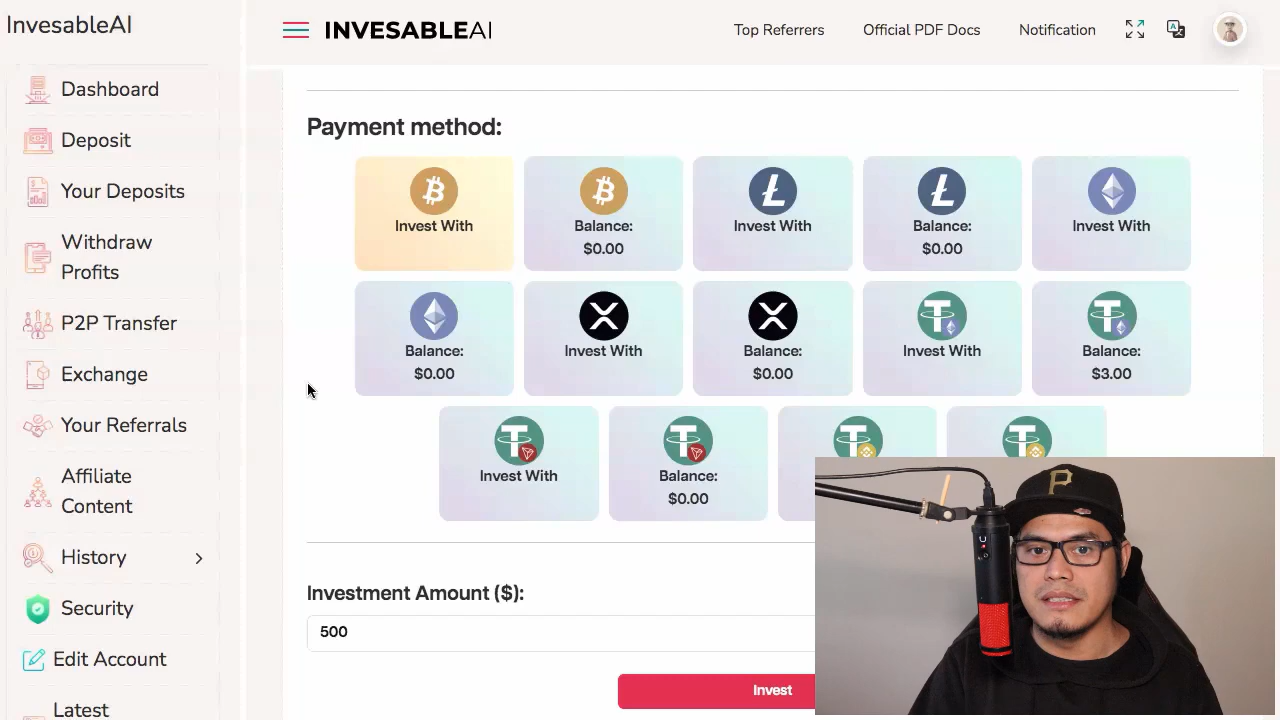 InvesableAI
INVESABLEAI
Top Referrers
Official PDF Docs
Notification
Dashboard
Deposit
Your Deposits
Withdraw
Profits
P2P Transfer
Exchange
Your Referrals
Affiliate
Content
History
Security
Edit Account
Latest
Payment method:
Invest With
Balance:
$0.00
Invest With
Balance:
$0.00
Invest With
Balance:
$0.00
Invest With
Balance:
$0.00
Invest With
Balance:
$3.00
Invest With
Balance:
$0.00
Investment Amount ($):
500
Invest
P